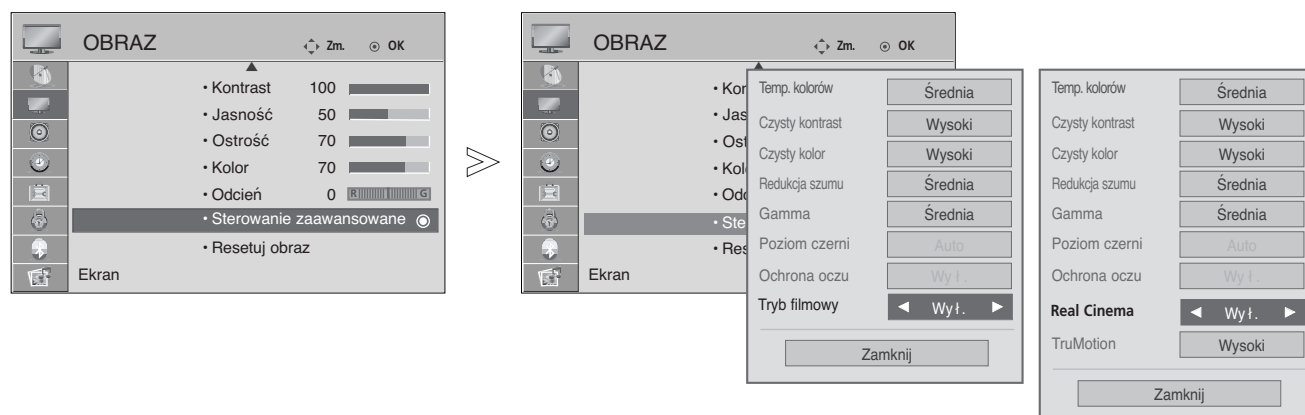 OBRAZ Zm. OK
• Kontrast 100
• Jasność 50
• Ostrość 70
• Kolor 70
• Odcień 0 R G
• Sterowanie zaawansowane
• Resetuj obraz
Ekran
OBRAZ Zm. OK
• Kor
• Jas
• Ost
• Kol
• Odc
• Ste
• Res
Ekran
Temp. kolorów Średnia
Czysty kontrast Wysoki
Czysty kolor Wysoki
Redukcja szumu Średnia
Gamma Średnia
Poziom czerni Auto
Ochrona oczu Wył.
Tryb filmowy ◄ Wył. ►
Zamknij
Temp. kolorów Średnia
Czysty kontrast Wysoki
Czysty kolor Wysoki
Redukcja szumu Średnia
Gamma Średnia
Poziom czerni Auto
Ochrona oczu Wył.
Real Cinema ◄ Wył. ►
TruMotion Wysoki
Zamknij